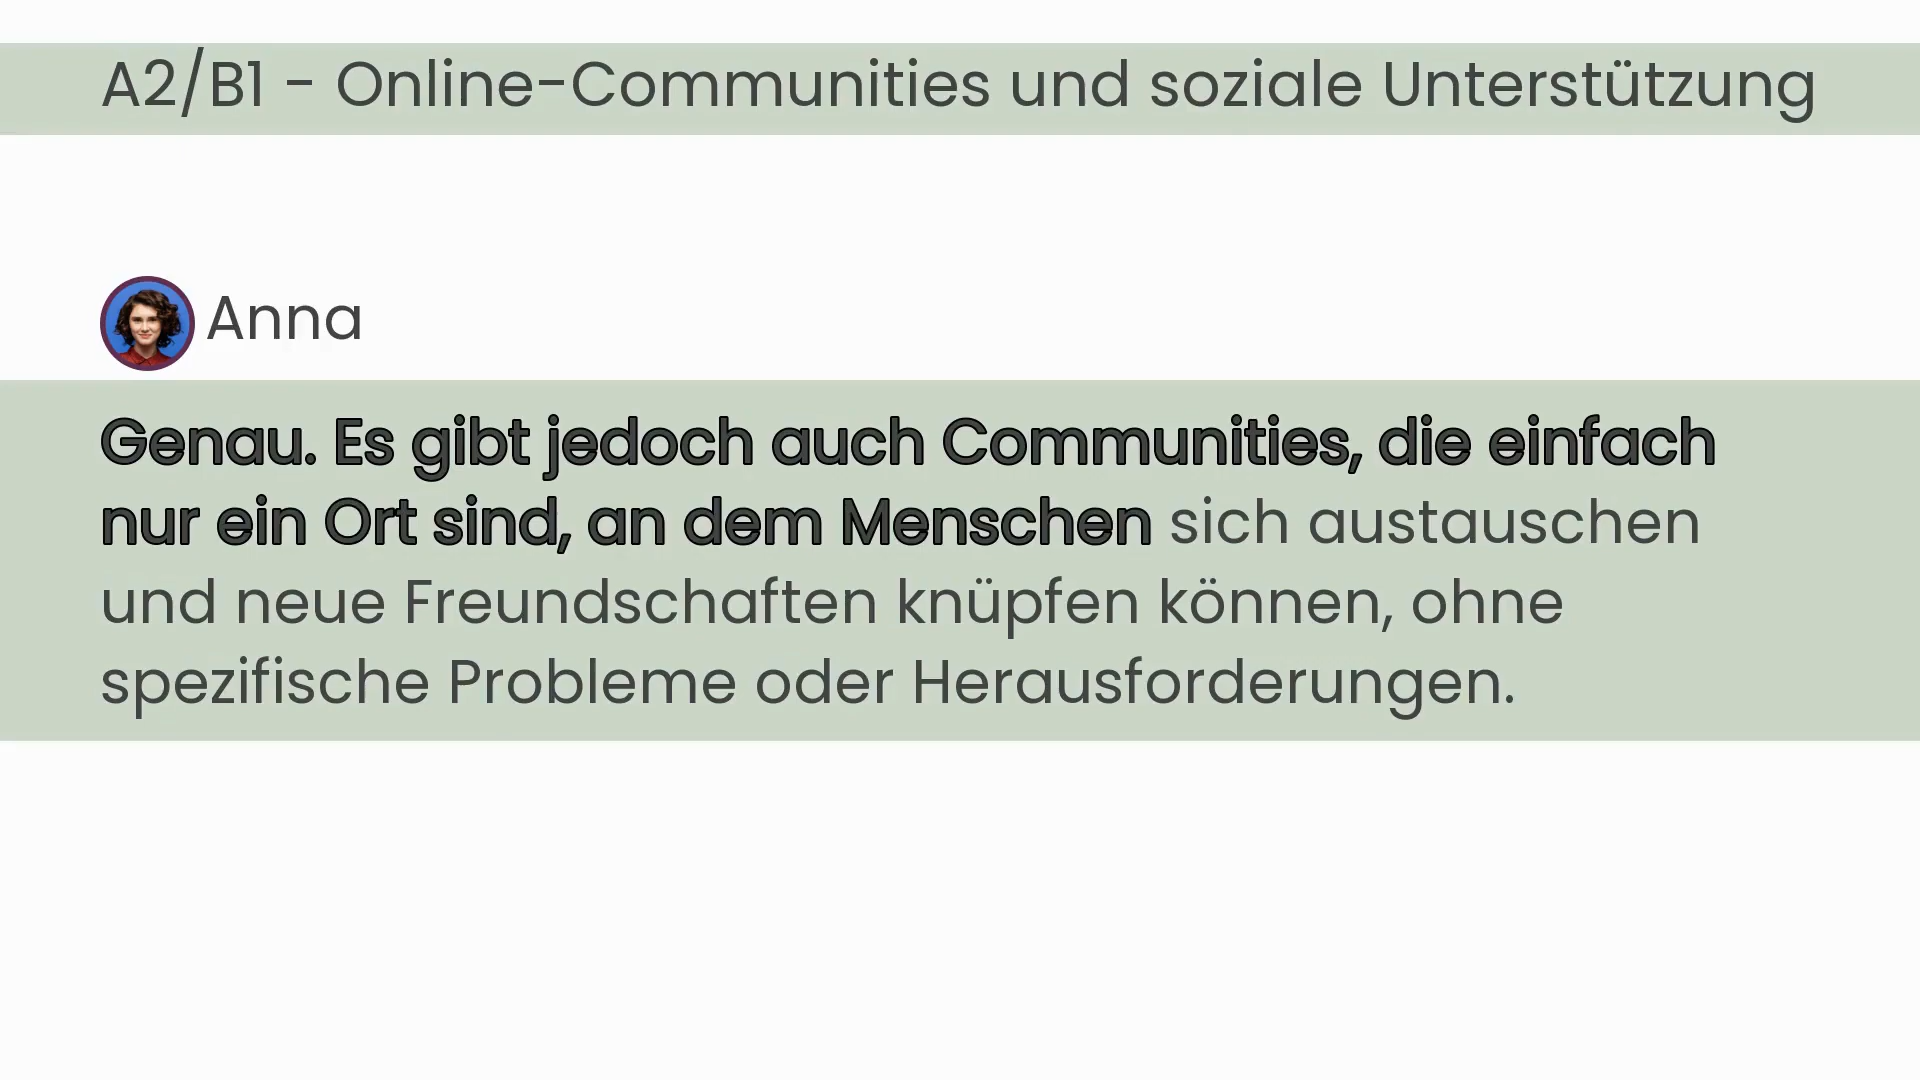 A2/B1 - Online-Communities und soziale Unterstützung
Anna
Genau. Es gibt jedoch auch Communities, die einfach
nur ein Ort sind, an dem Menschen sich austauschen
und neue Freundschaften knüpfen können, ohne
spezifische Probleme oder Herausforderungen.